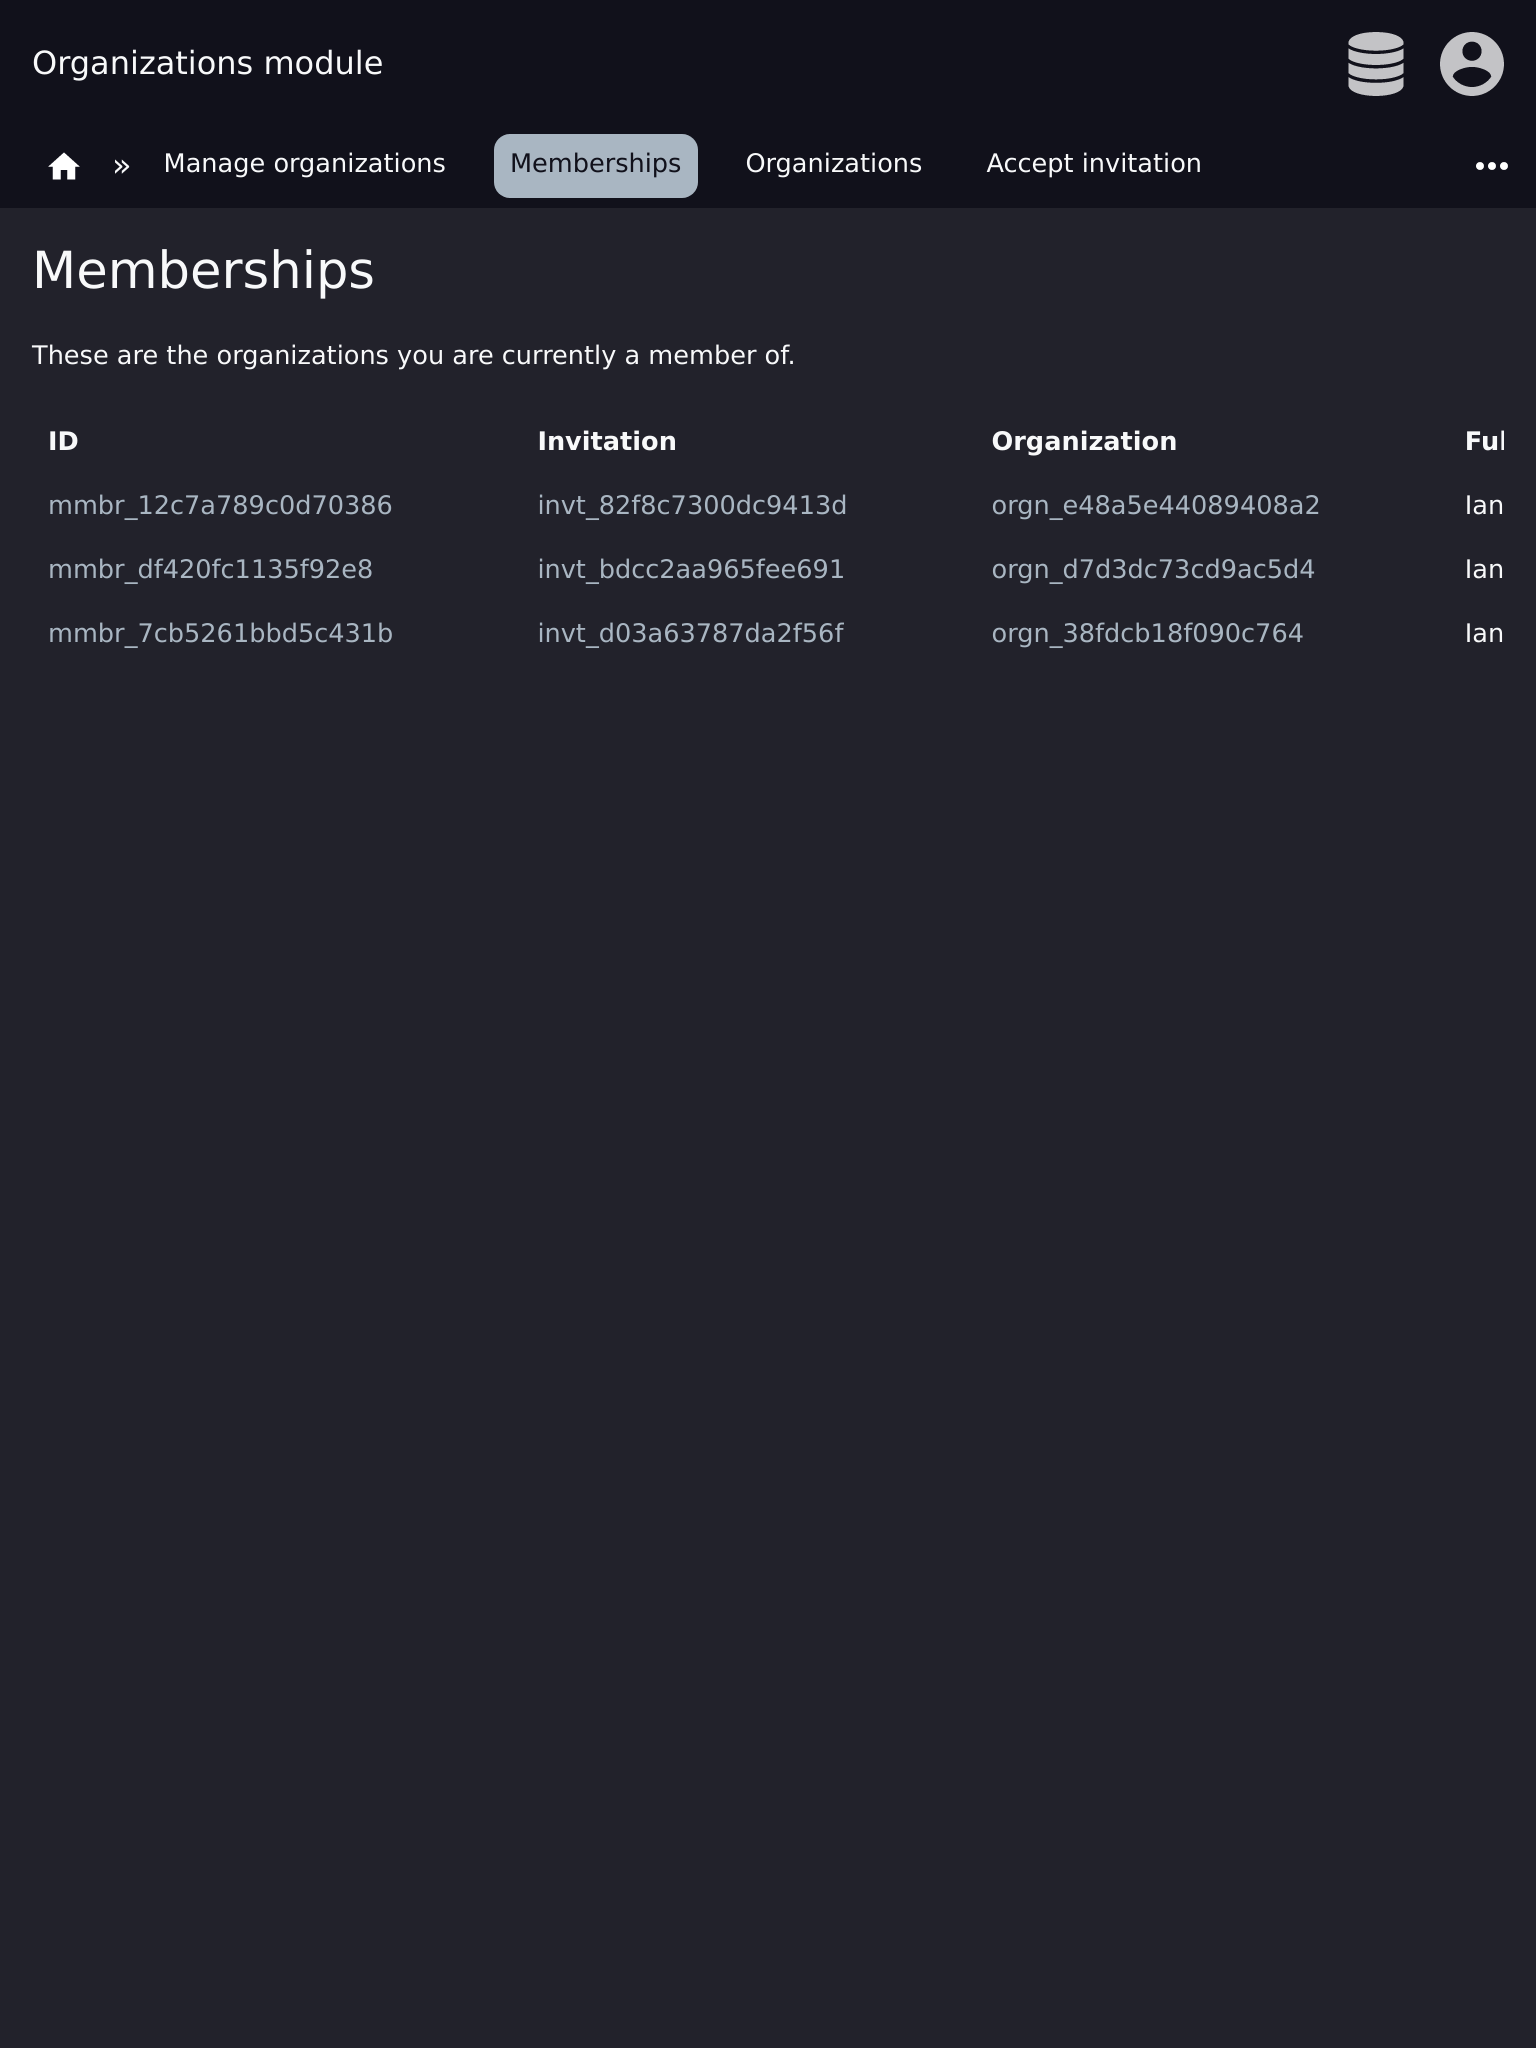 Organizations module
» Manage organizations Memberships Organizations Accept invitation
Memberships
These are the organizations you are currently a member of.
ID Invitation Organization Ful
mmbr_12c7a789c0d70386 invt_82f8c7300dc9413d orgn_e48a5e44089408a2 Ian
mmbr_df420fc1135f92e8 invt_bdcc2aa965fee691 orgn_d7d3dc73cd9ac5d4 Ian
mmbr_7cb5261bbd5c431b invt_d03a63787da2f56f orgn_38fdcb18f090c764 Ian